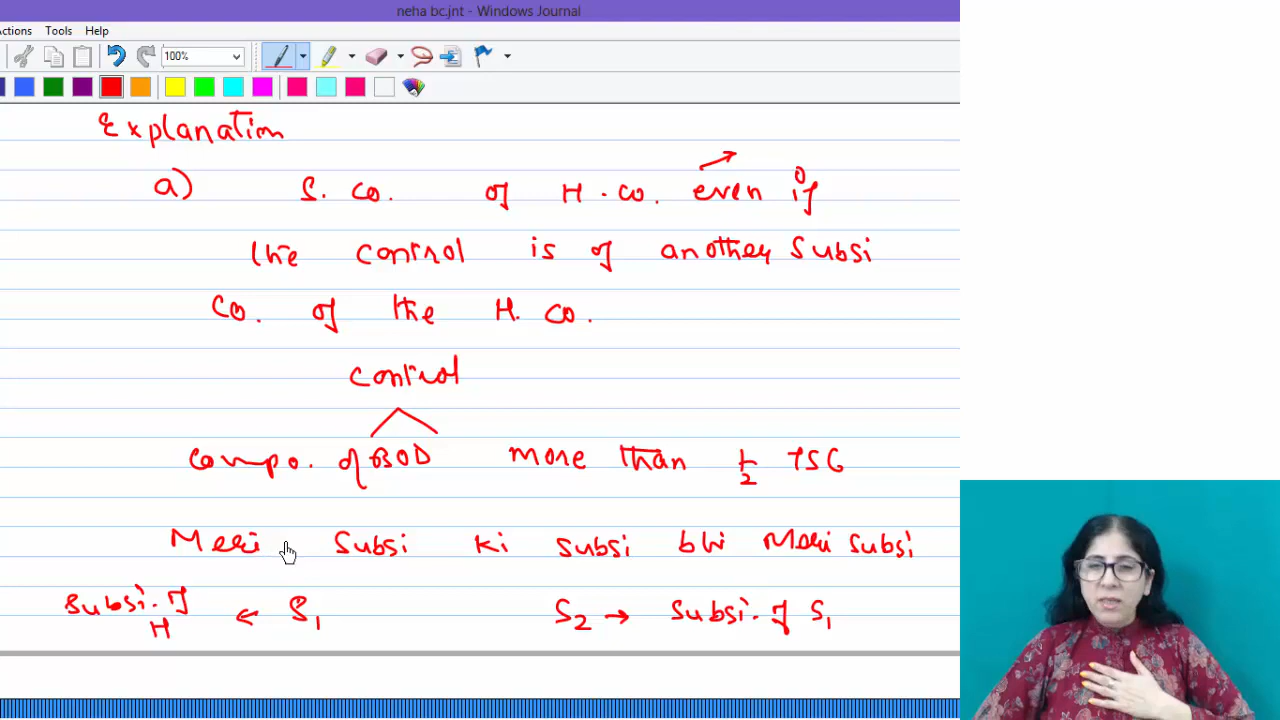 neha bc.jnt - Windows Journal
Actions Tools Help
100%
Explanation
a) S. Co. of H. Co. even if
the control is of another Subsi
Co. of the H. Co.
control
compo. of BOD more than 1/2 TSC
Meri Subsi ki subsi bhi Meri subsi
Subsi. of H ← S1 S2 → Subsi. of S1